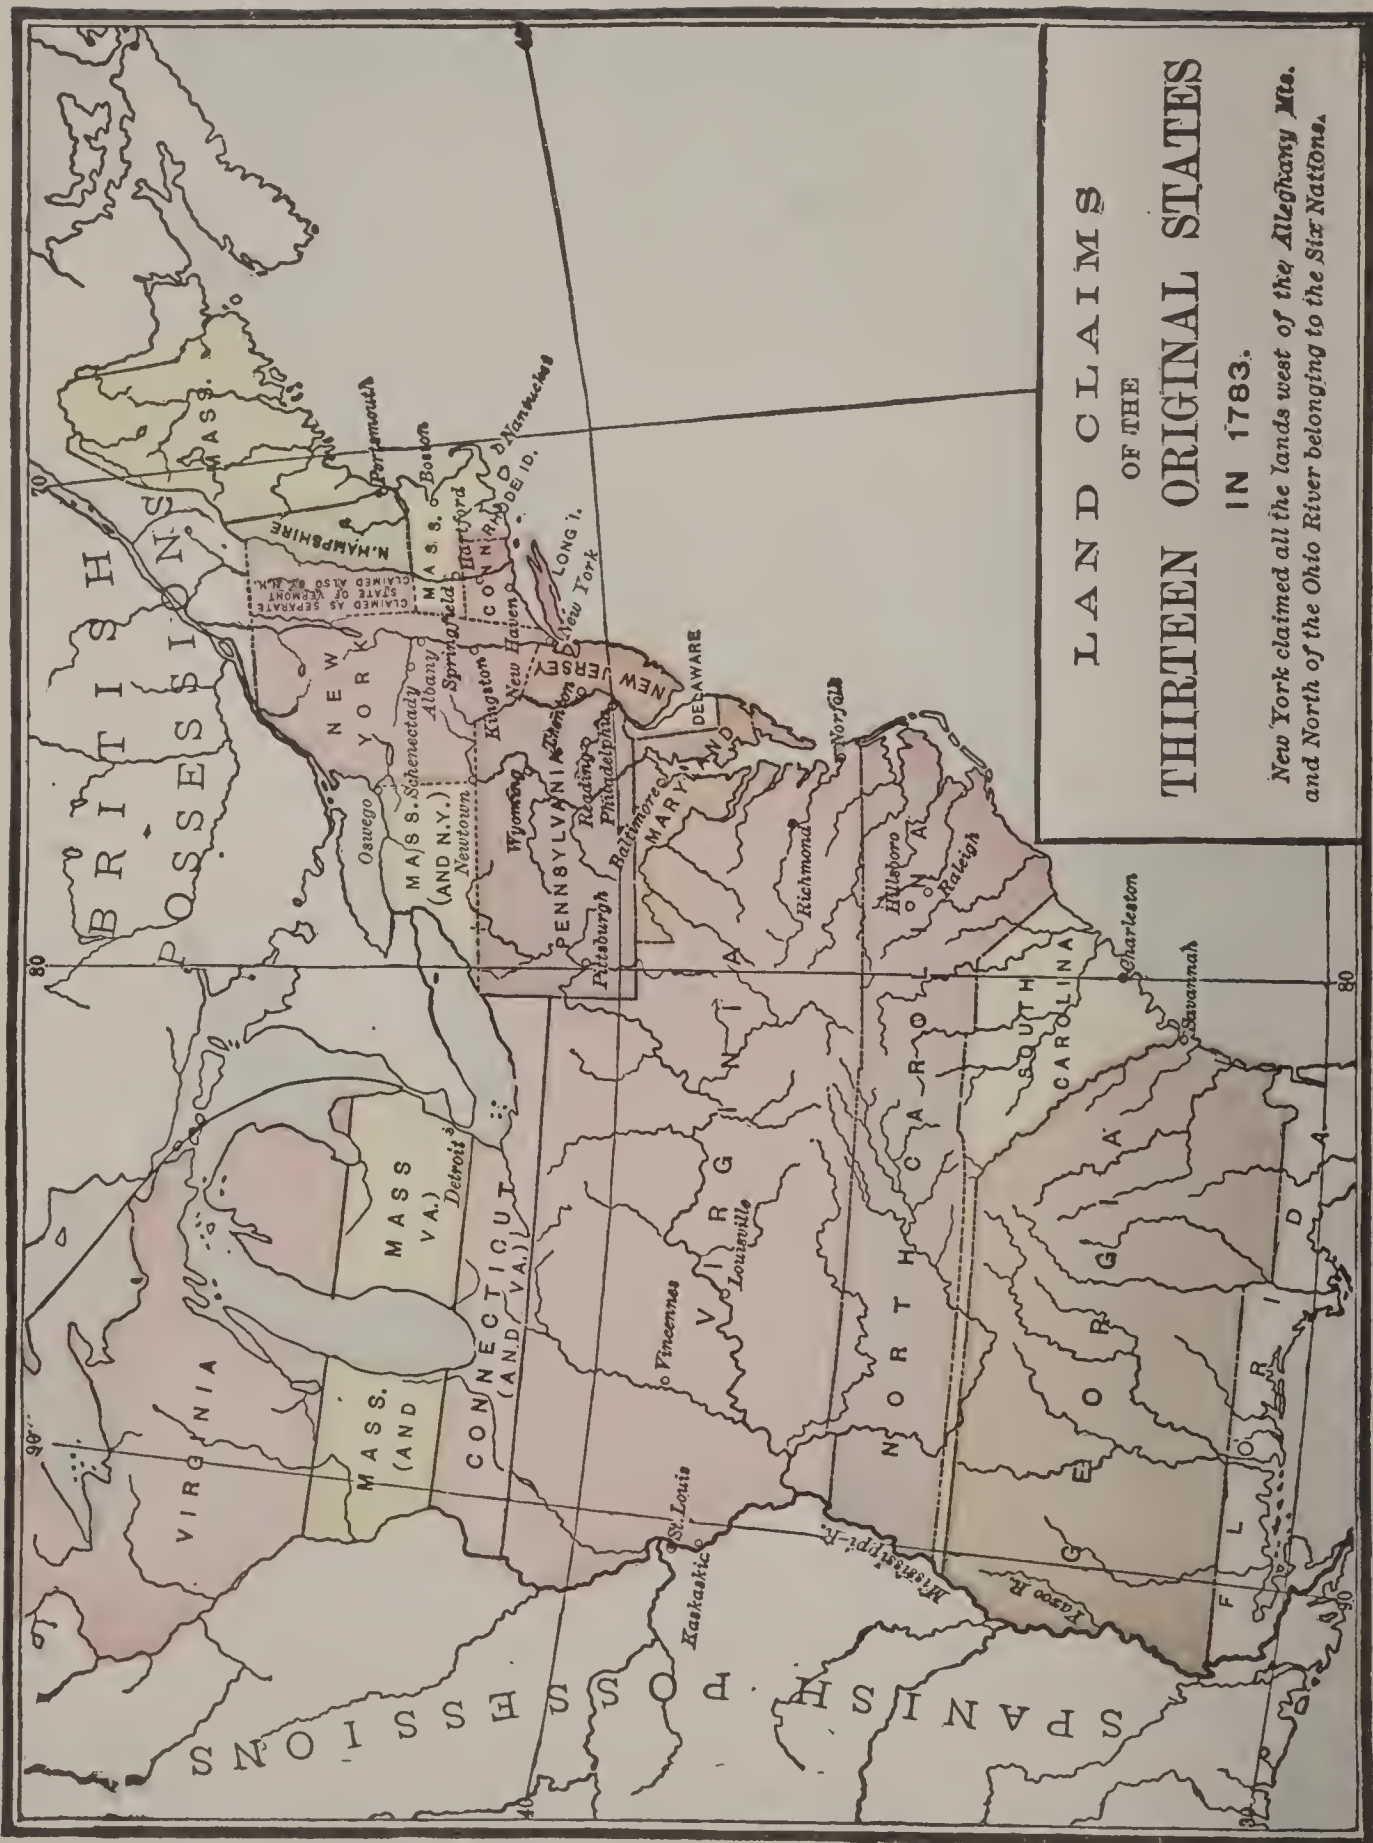 LAND CLAIMS
OF THE
THIRTEEN ORIGINAL STATES
IN 1783.
New York claimed all the lands west of the Alleghany Mts.
and North of the Ohio River belonging to the Six Nations.
BRITISH
POSSESSIONS
70
80
90
40
MASS.
N. HAMPSHIRE
CLAIMED AS SEPARATE
STATE OF VERMONT
CLAIMED ALSO BY N.H.
Portsmouth
MASS.
Boston
Springfield
CONN.
Hartford
New Haven
RHODE ID.
Nantucket
LONG I.
New York
NEW
YORK
Oswego
Schenectady
Albany
Kingston
MASS.
(AND N.Y.)
Newtown
NEW JERSEY
Trenton
PENNSYLVANIA
Wyoming
Reading
Philadelphia
Pittsburgh
DELAWARE
MARYLAND
Baltimore
VIRGINIA
MASS.
(AND
MASS
VA.)
Detroit
CONNECTICUT
(AND VA.)
VIRGINIA
Vincennes
Louisville
Richmond
Norfolk
St. Louis
Kaskaskia
NORTH CAROLINA
Hillsboro
Raleigh
SOUTH
CAROLINA
Charleston
Savannah
GEORGIA
Mississippi R.
Yazoo R.
FLORIDA
SPANISH POSSESSIONS
40
30
90
80